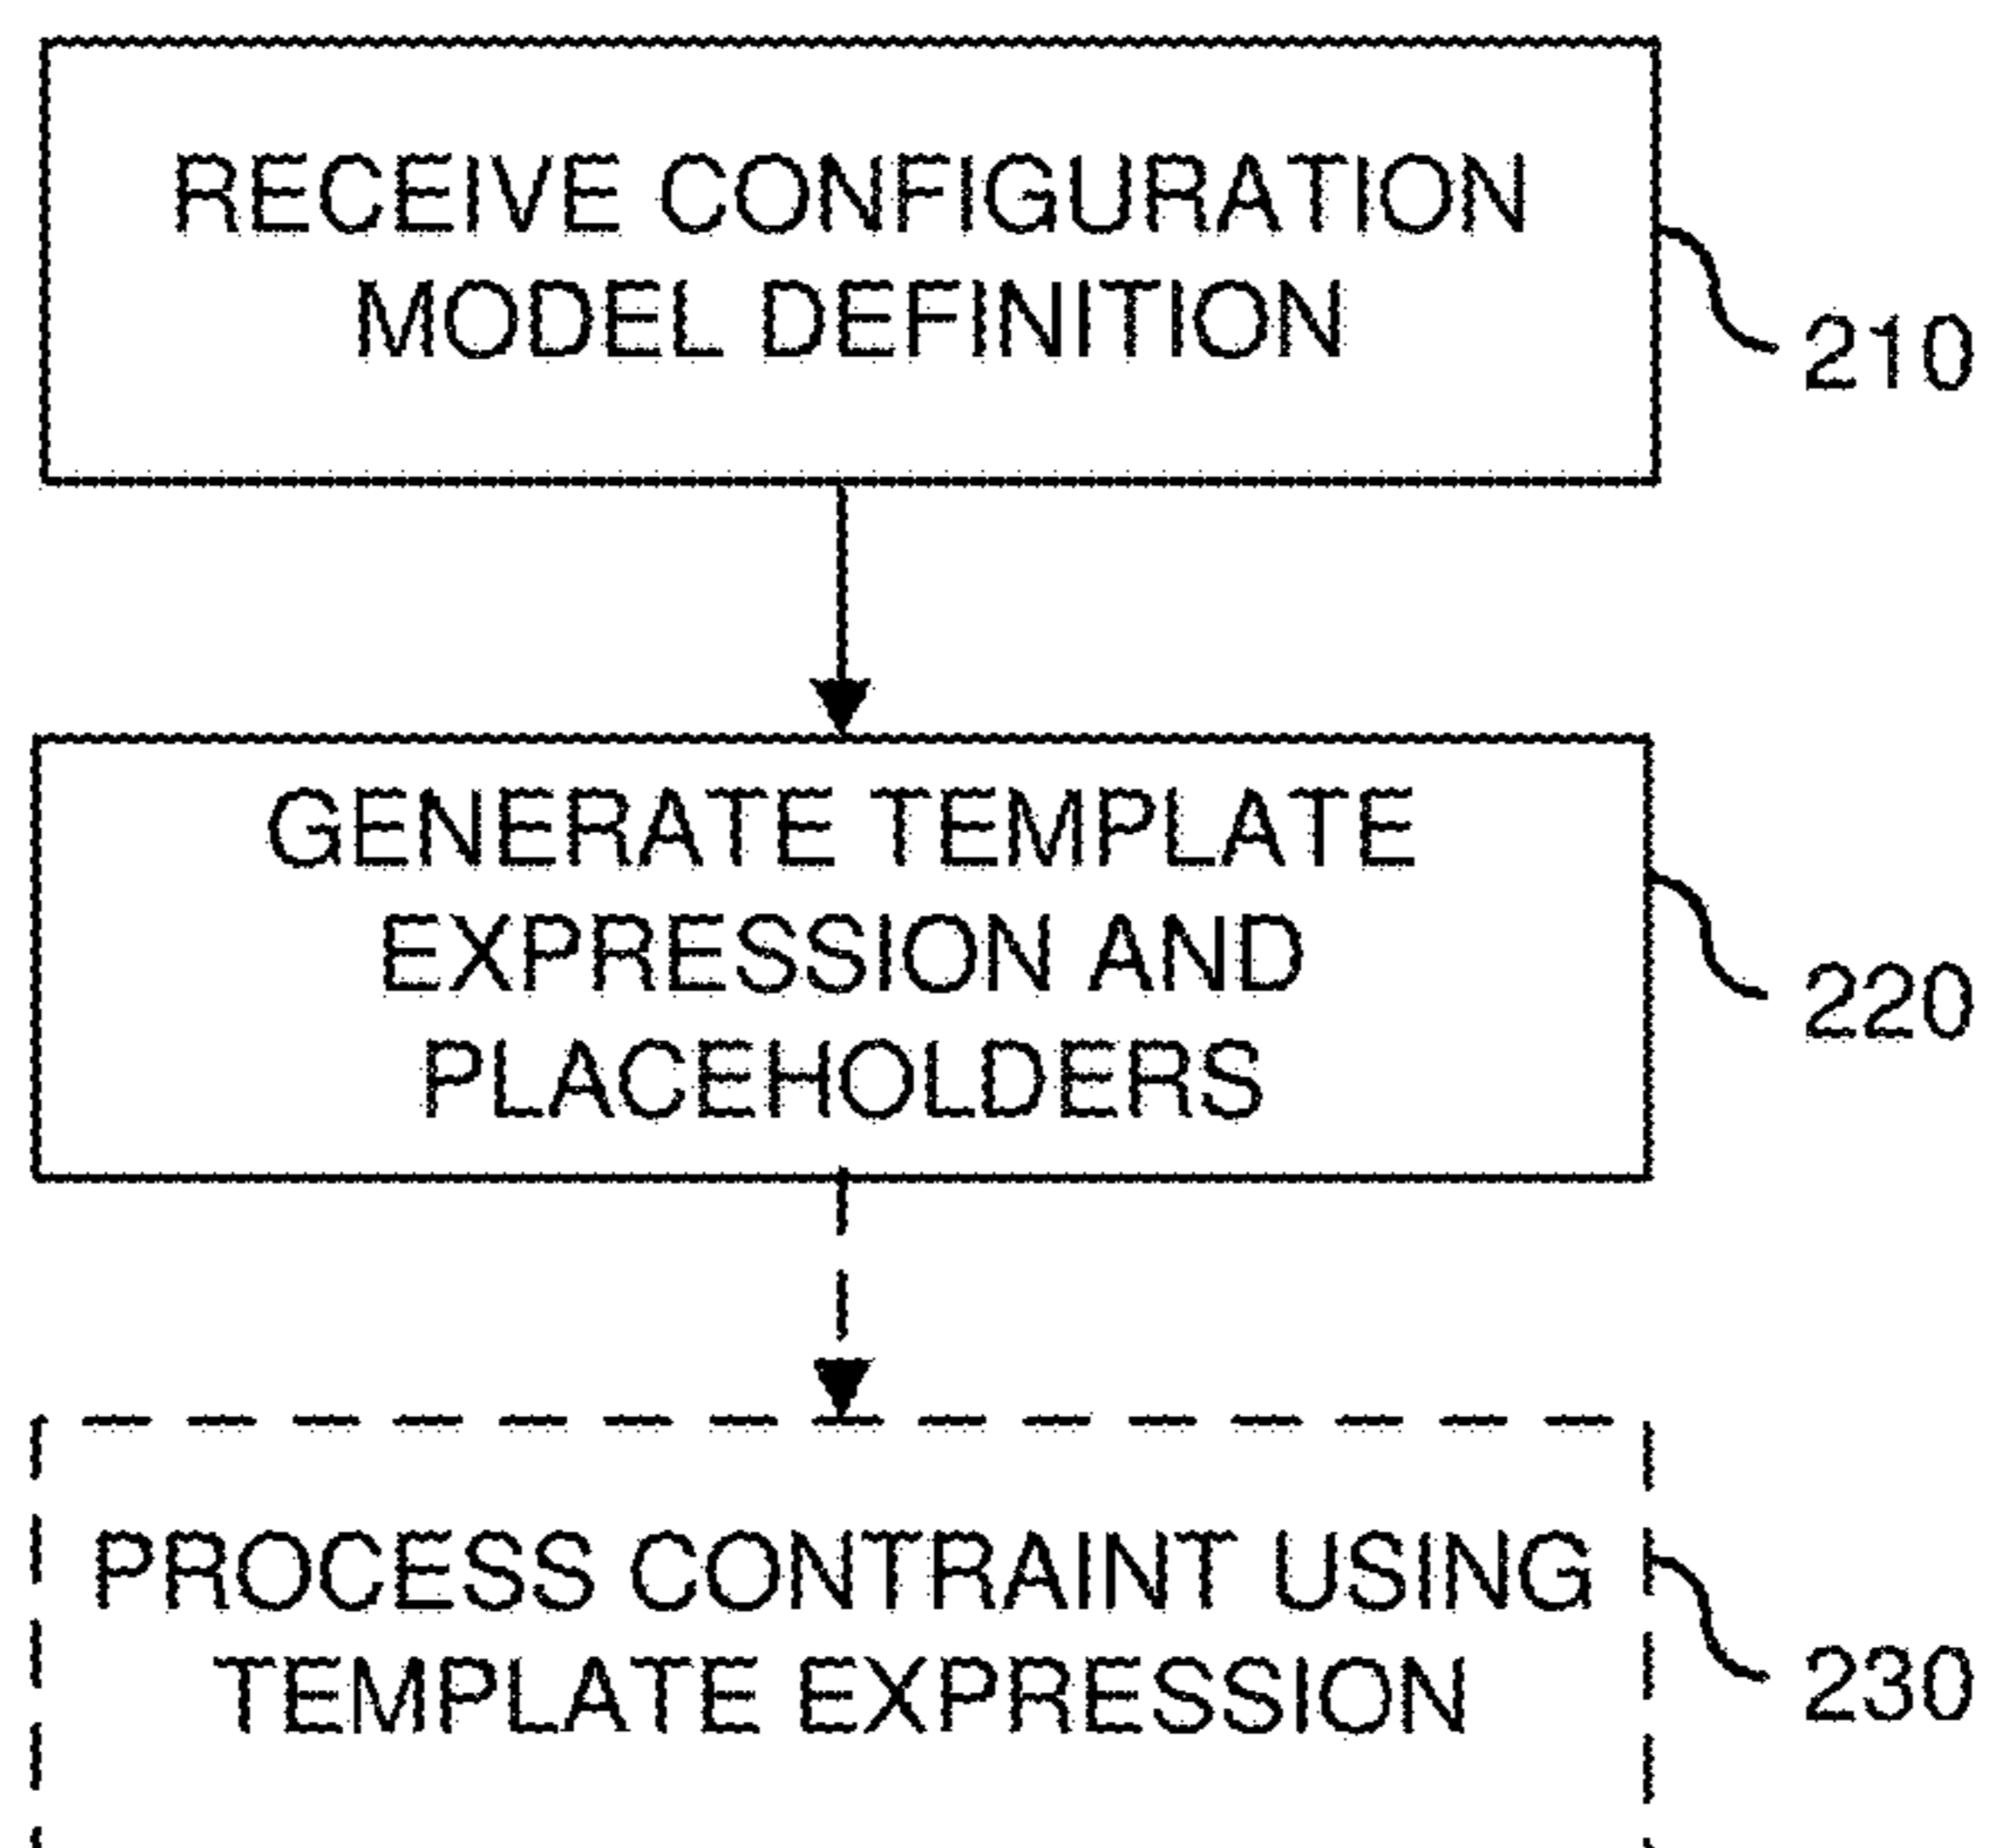 RECEIVE CONFIGURATION
MODEL DEFINITION
210
GENERATE TEMPLATE
EXPRESSION AND
PLACEHOLDERS
220
PROCESS CONTRAINT USING
TEMPLATE EXPRESSION
230